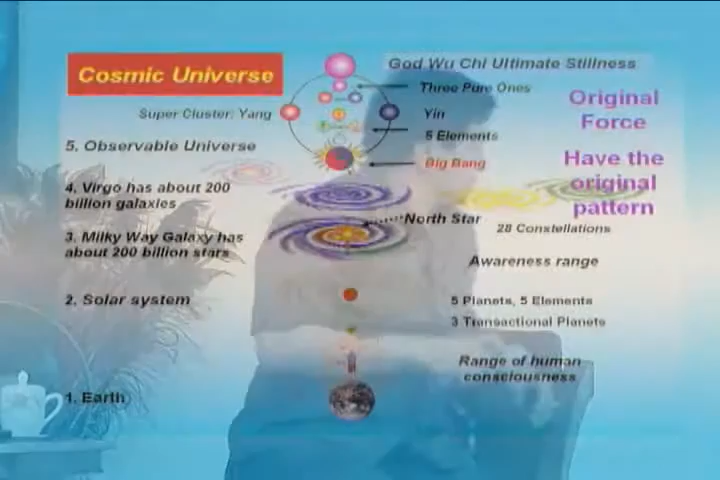 Cosmic Universe
God Wu Chi Ultimate Stillness
Three Pure Ones
Super Cluster: Yang
Yin
5 Elements
Original
Force
5. Observable Universe
Big Bang
Have the
original
pattern
4. Virgo has about 200
billion galaxies
North Star
28 Constellations
3. Milky Way Galaxy has
about 200 billion stars
Awareness range
2. Solar system
5 Planets, 5 Elements
3 Transactional Planets
Range of human
consciousness
1. Earth